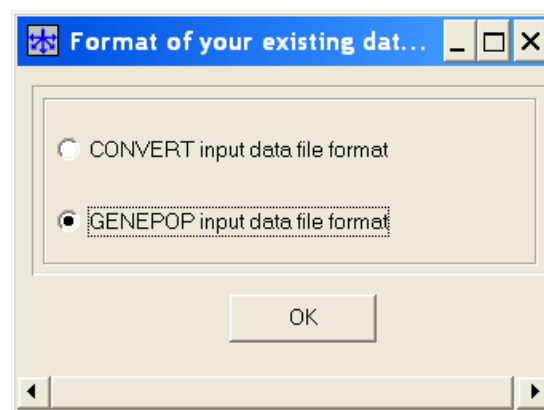 Format of your existing dat...
CONVERT input data file format
GENEPOP input data file format
OK